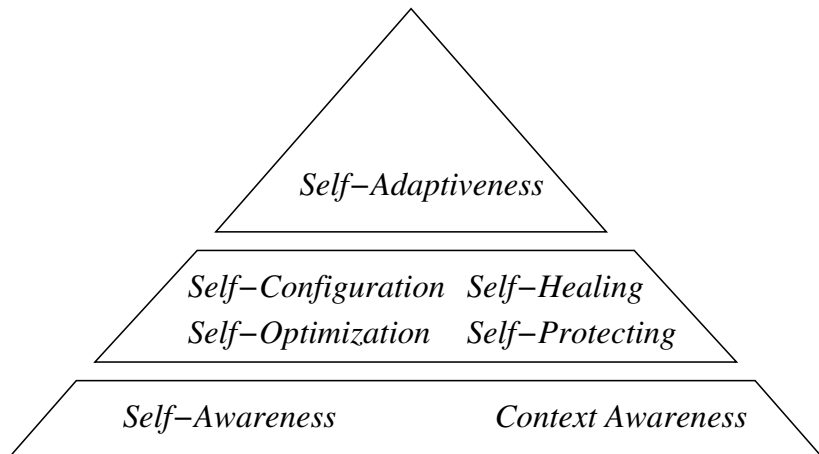 Self−Adaptiveness
Self−Configuration Self−Healing
Self−Optimization Self−Protecting
Self−Awareness Context Awareness